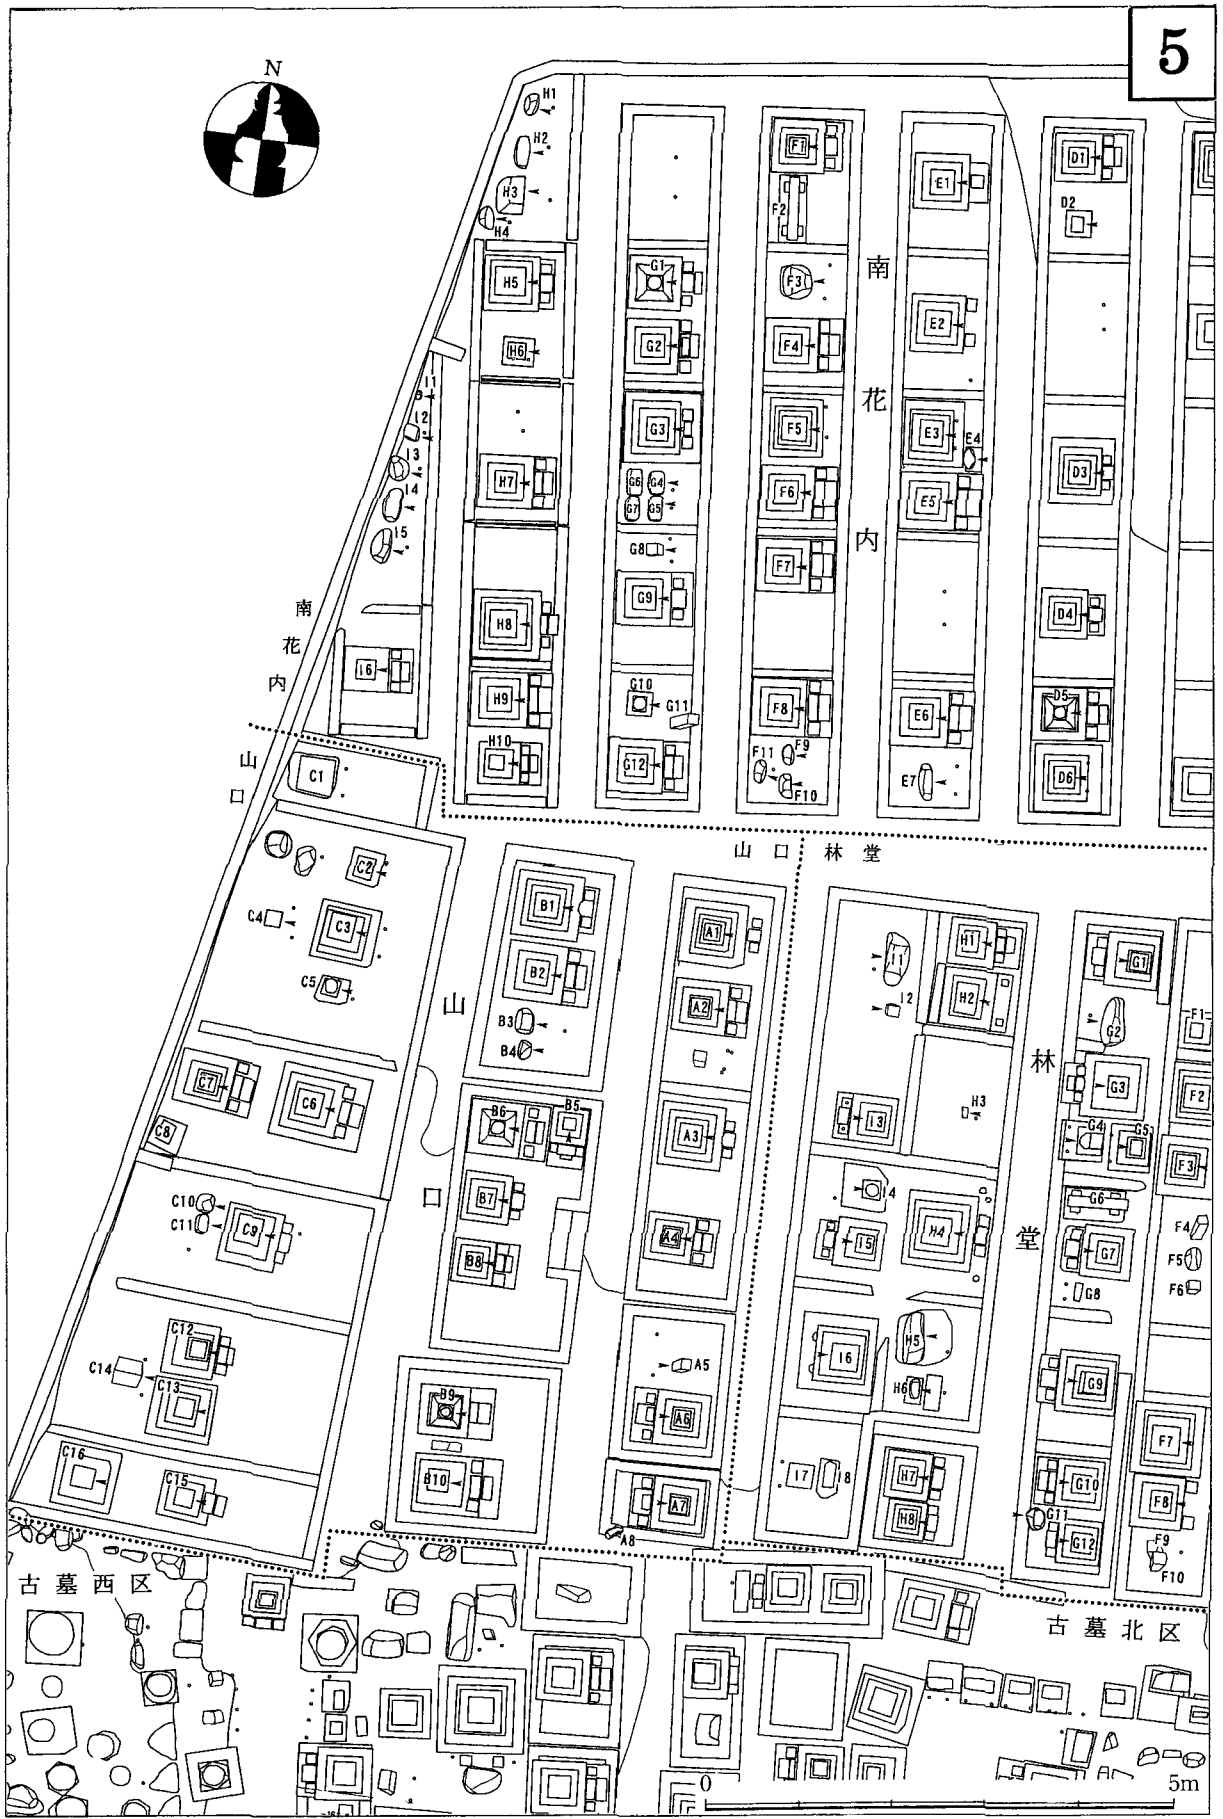 5
N
H1
H2
H3
H4
H5
H6
H7
H8
H9
H10
I1
I2
I3
I4
I5
I6
G1
G2
G3
G6
G4
G7
G5
G8
G9
G10
G11
G12
F1
F2
F3
F4
F5
F6
F7
F8
F9
F11
F10
南花内
E1
E2
E3
E4
E5
E6
E7
D1
D2
D3
D4
D5
D6
南花内
山口
山口
林堂
C1
C2
C3
C4
C5
C7
C6
C8
C10
C11
C9
C12
C14
C13
C16
C15
山口
B1
B2
B3
B4
B6
B5
B7
B8
B9
B10
A1
A2
A3
A4
A5
A6
A7
A8
I1
I2
I3
I4
I5
I6
I7
I8
H1
H2
H3
H4
H5
H6
H7
H8
林堂
G1
G2
G3
G4
G5
G6
G7
G8
G9
G10
G11
G12
F1
F2
F3
F4
F5
F6
F7
F8
F9
F10
古墓西区
古墓北区
0
5m